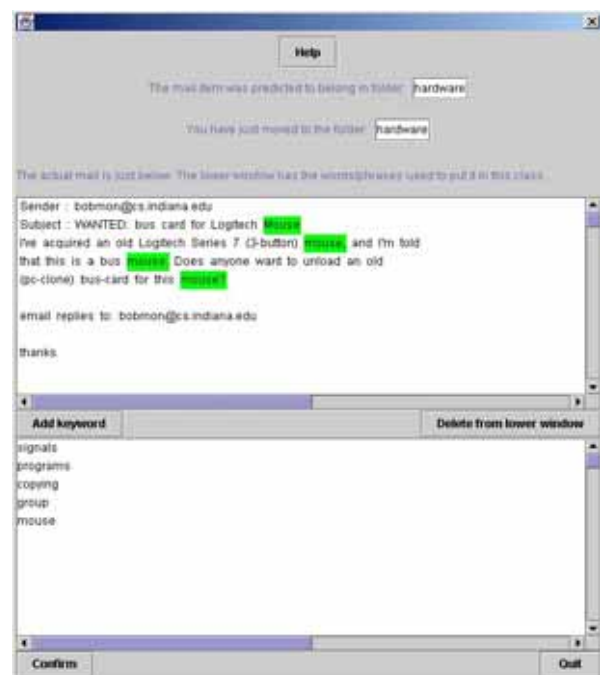 Help
The mail item was predicted to belong in folder: hardware
You have just moved to the folder: hardware
The actual mail is just below. The lower window has the words/phrases used to put it in this class.
Sender : bobmon@cs.indiana.edu
Subject : WANTED: bus card for Logitech Mouse
I've acquired an old Logitech Series 7 (3-button) mouse, and I'm told
that this is a bus mouse. Does anyone want to unload an old
(pc-clone) bus-card for this mouse?
email replies to: bobmon@cs.indiana.edu
thanks.
Add keyword
Delete from lower window
signals
programs
copying
group
mouse
Confirm
Quit